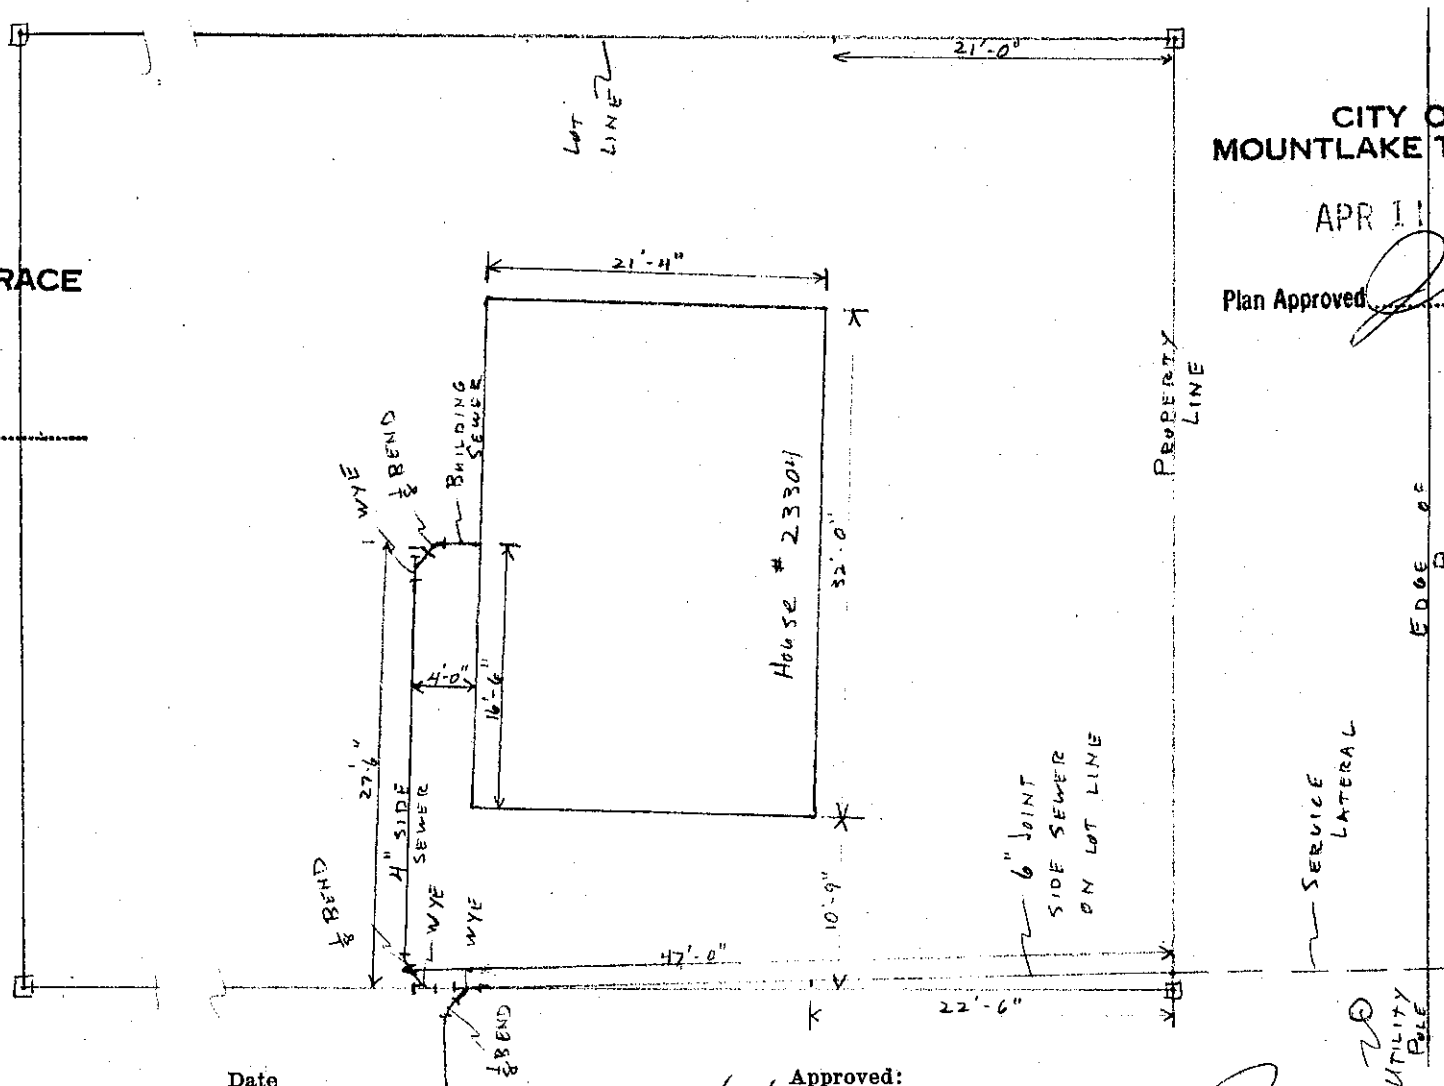 21'-0"
LOT
LINE
CITY O
MOUNTLAKE T
APR 11
Plan Approved
RACE
21'-4"
PROPERTY
LINE
BUILDING
SEWER
1/8 BEND
WYE
House # 23304
32'-0"
EDGE OF
4'-0"
16'-6"
27'6"
4" SIDE
SEWER
6" JOINT
SIDE SEWER
ON LOT LINE
SERVICE
LATERAL
1/8 BEND
WYE
WYE
10'-9"
47'-0"
22'-6"
1/8 BEND
UTILITY
POLE
Date
Approved: